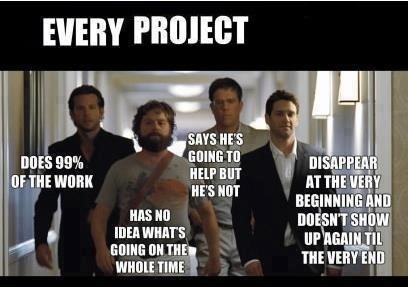 EVERY PROJECT
DOES 99%
OF THE WORK
HAS NO
IDEA WHAT'S
GOING ON THE
WHOLE TIME
SAYS HE'S
GOING TO
HELP BUT
HE'S NOT
DISAPPEAR
AT THE VERY
BEGINNING AND
DOESN'T SHOW
UP AGAIN TIL
THE VERY END